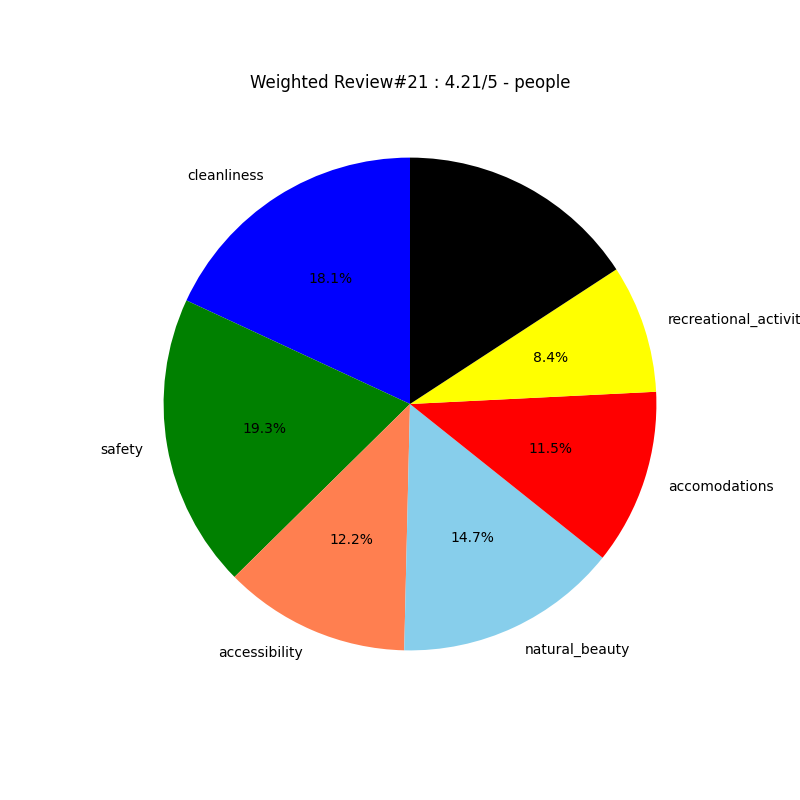 Weighted Review#21 : 4.21/5 - people
cleanliness
18.1%
recreational_activit
8.4%
safety
19.3%
11.5%
accomodations
12.2%
14.7%
accessibility
natural_beauty